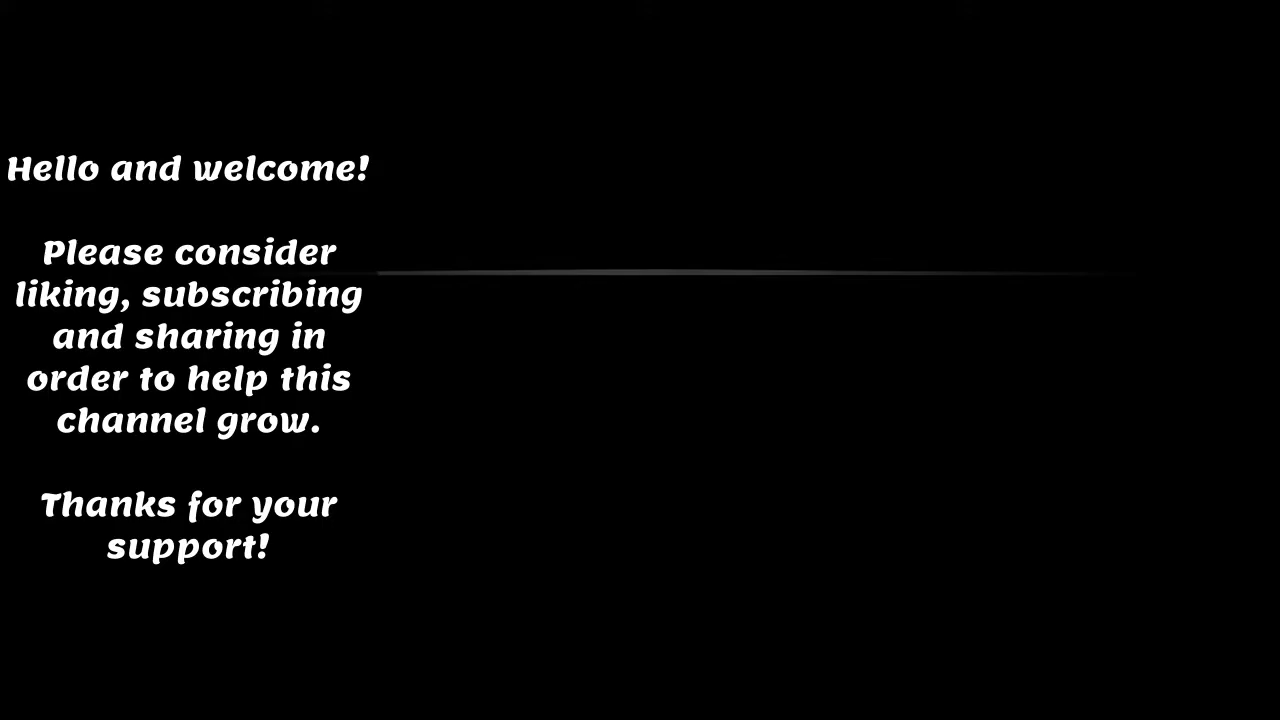 Hello and welcome!
Please consider
liking, subscribing
and sharing in
order to help this
channel grow.
Thanks for your
support!